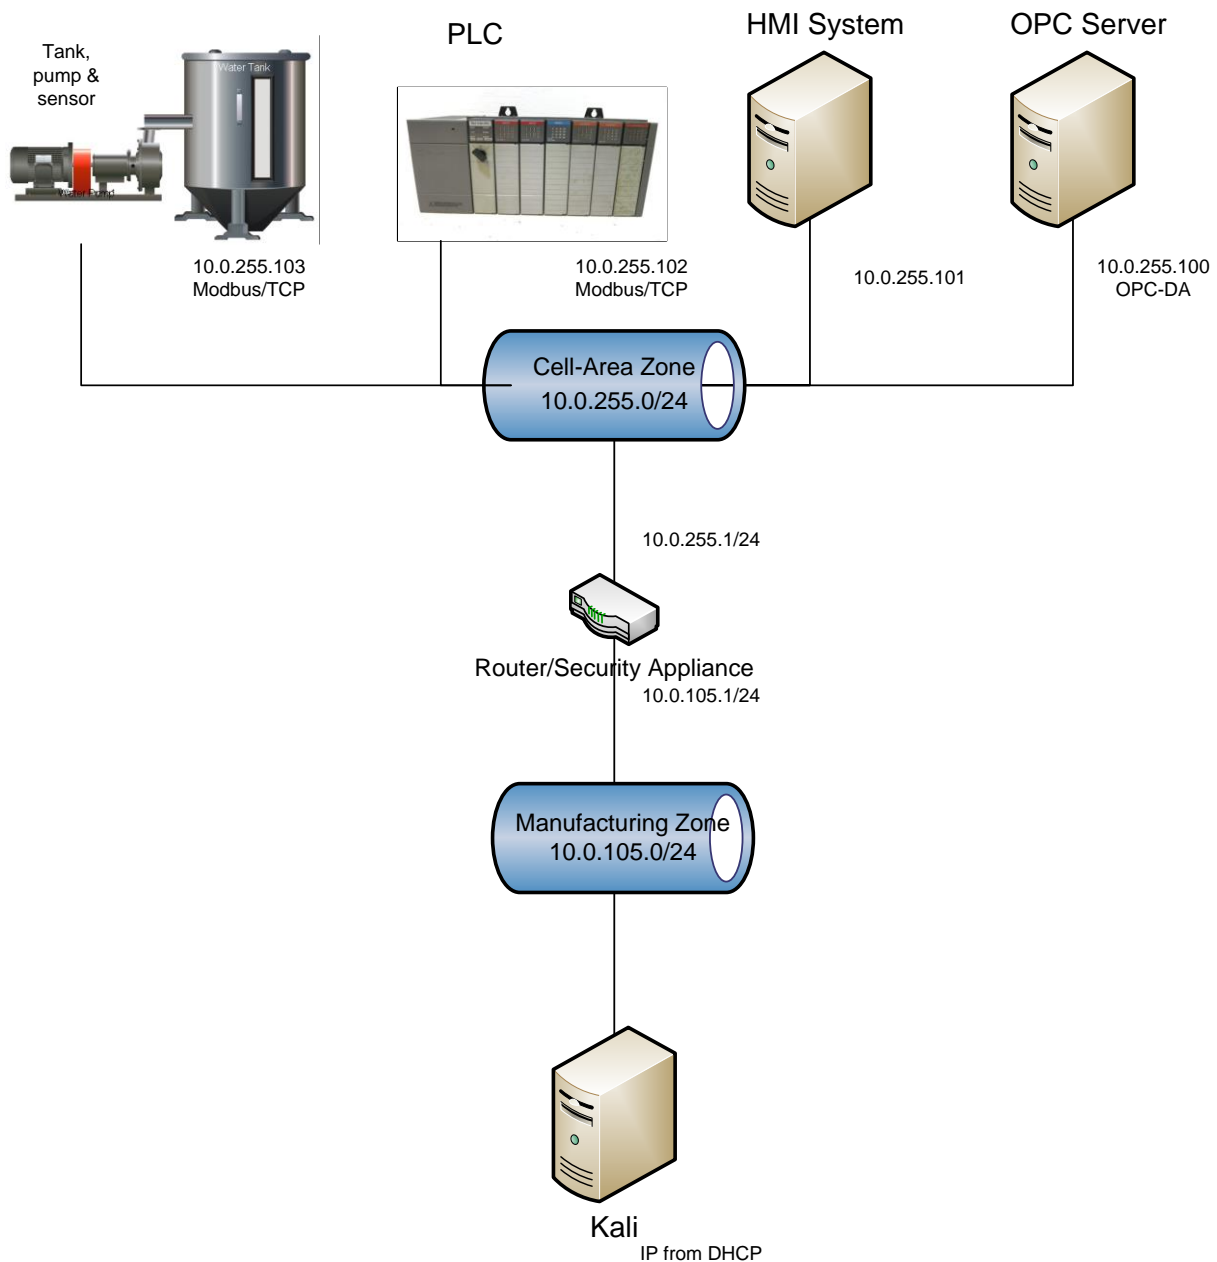 Tank,
pump &
sensor
PLC
HMI System
OPC Server
Water Tank
Water Pump
10.0.255.103
Modbus/TCP
10.0.255.102
Modbus/TCP
10.0.255.101
10.0.255.100
OPC-DA
Cell-Area Zone
10.0.255.0/24
10.0.255.1/24
Router/Security Appliance
10.0.105.1/24
Manufacturing Zone
10.0.105.0/24
Kali
IP from DHCP